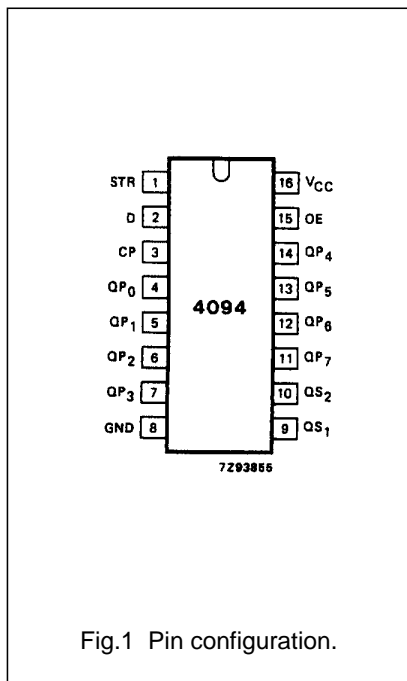 STR 1 16 VCC
D 2 15 OE
CP 3 14 QP4
QP0 4 13 QP5
4094
QP1 5 12 QP6
QP2 6 11 QP7
QP3 7 10 QS2
GND 8 9 QS1
7Z93855
Fig.1 Pin configuration.